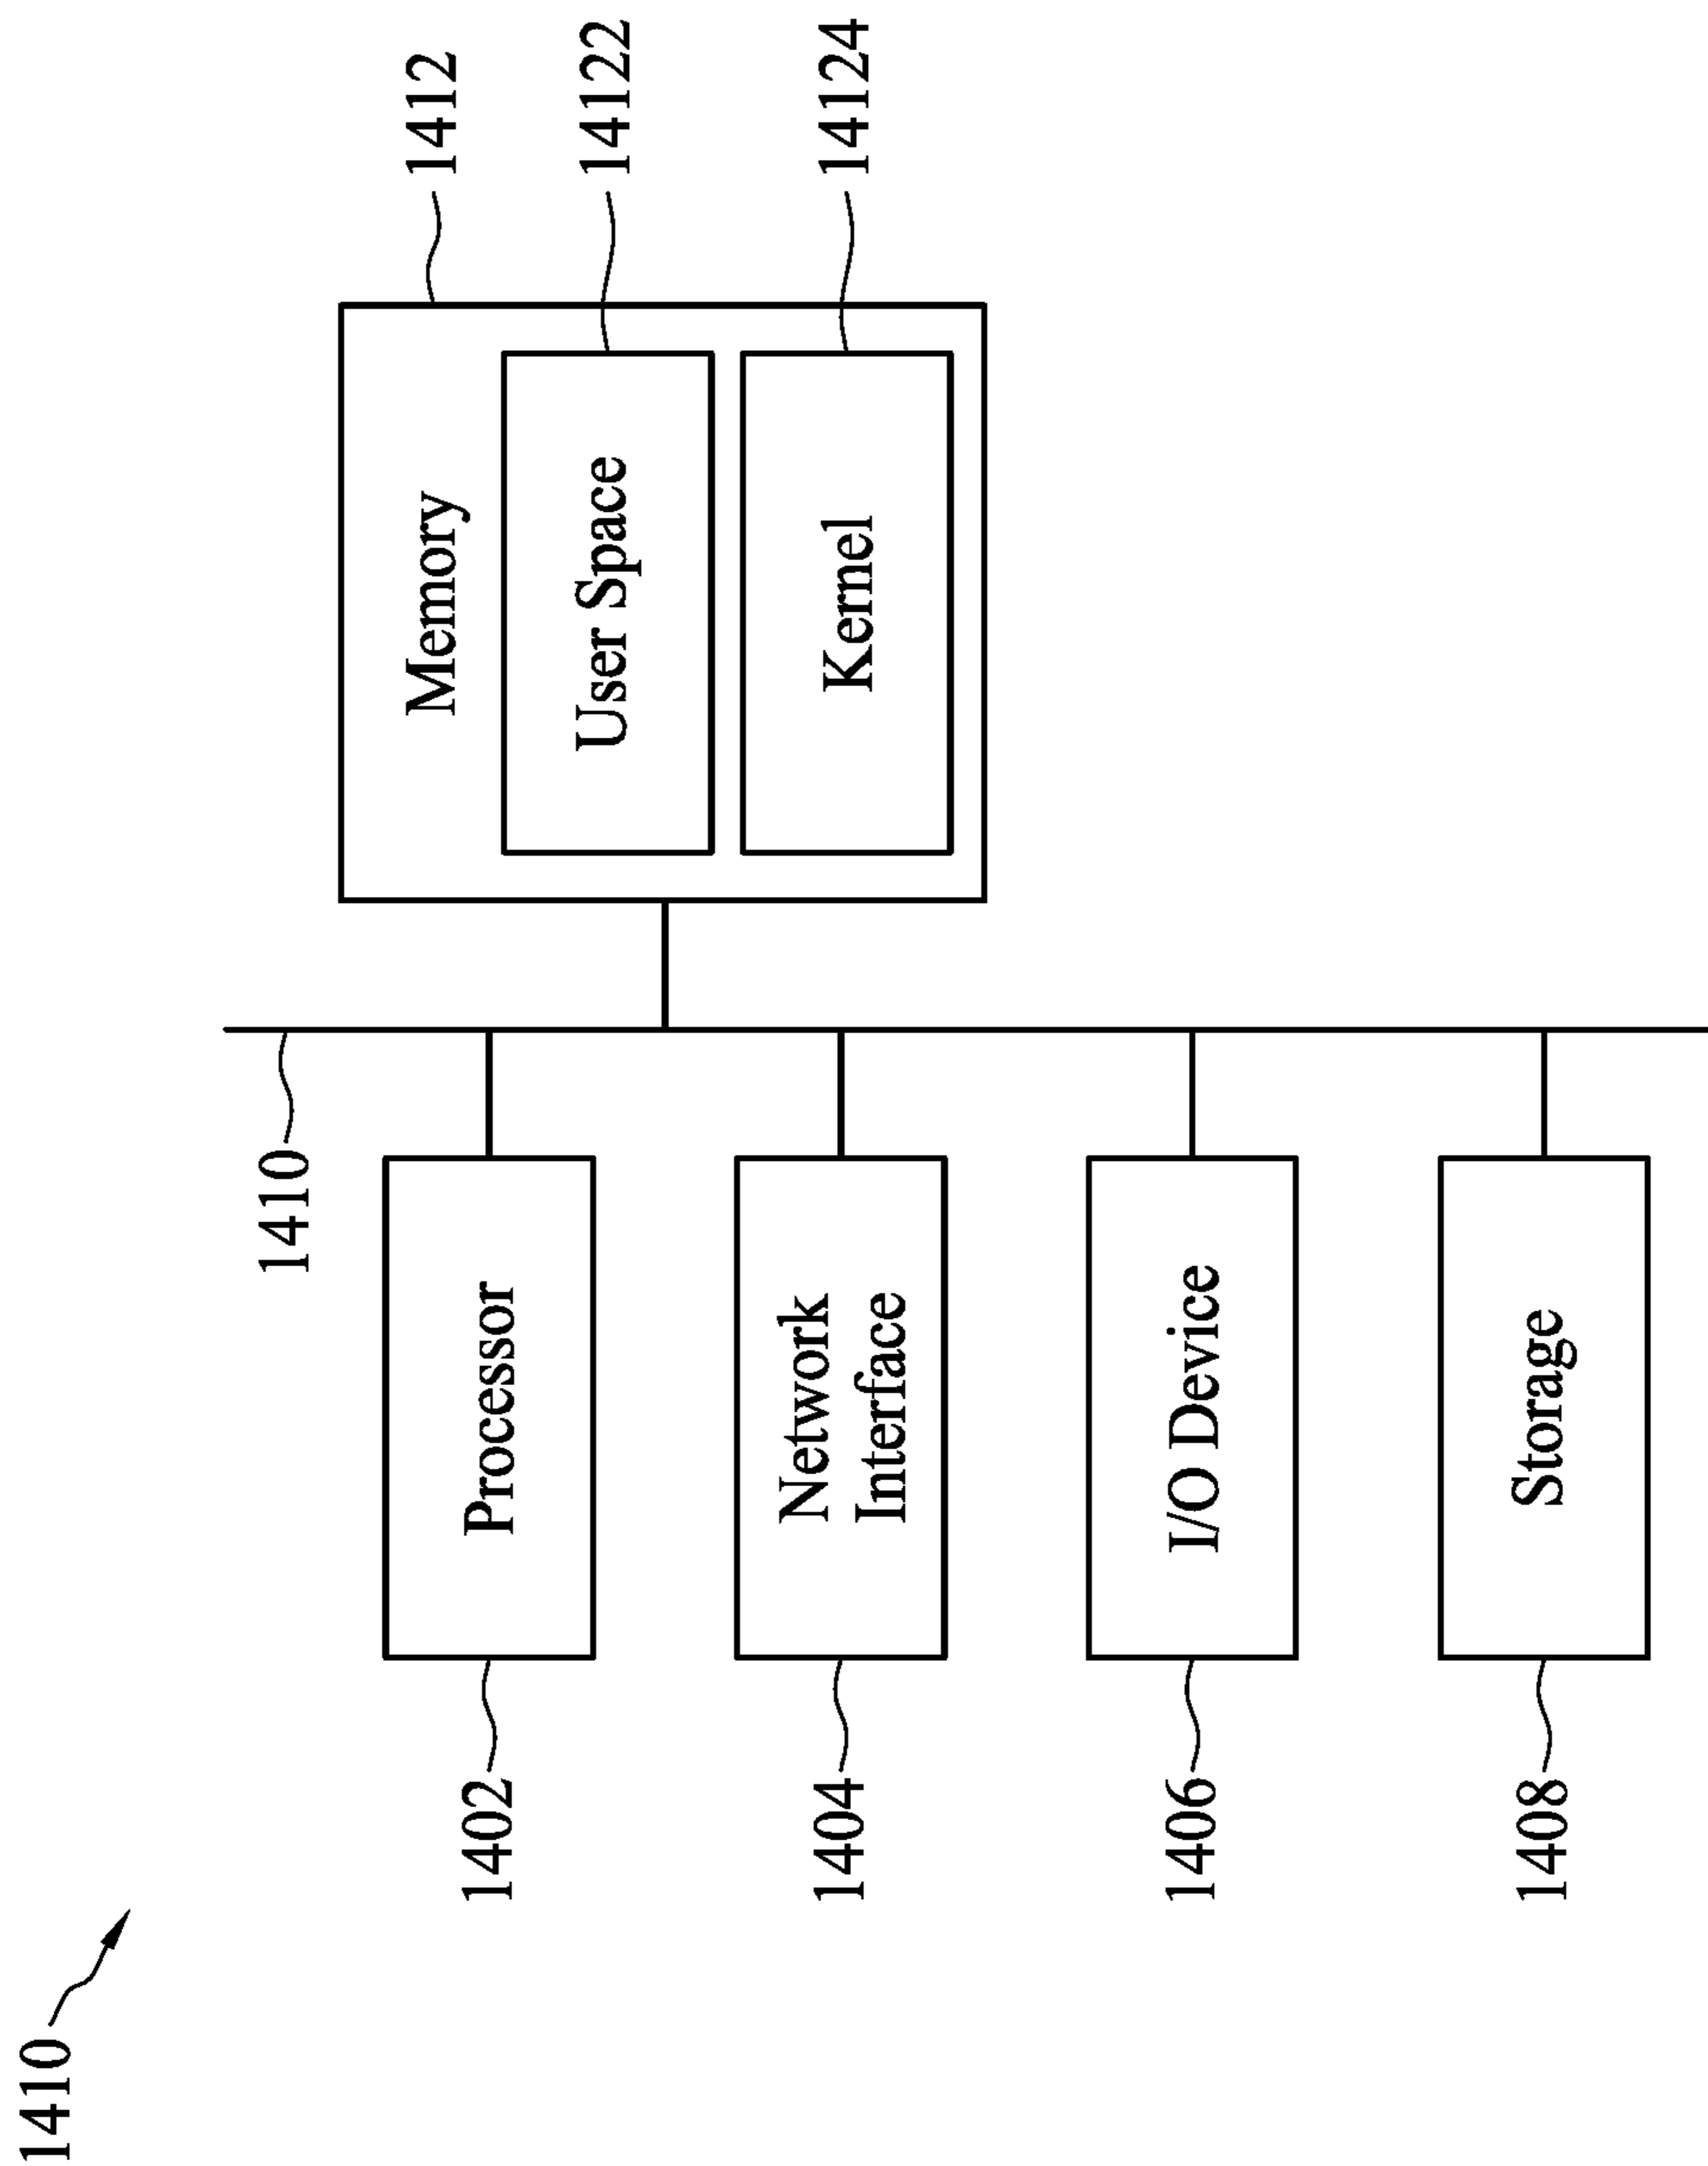 1410
1410
1402
Processor
1404
Network
Interface
1406
I/O Device
1408
Storage
Memory
1412
User Space
14122
Kernel
14124